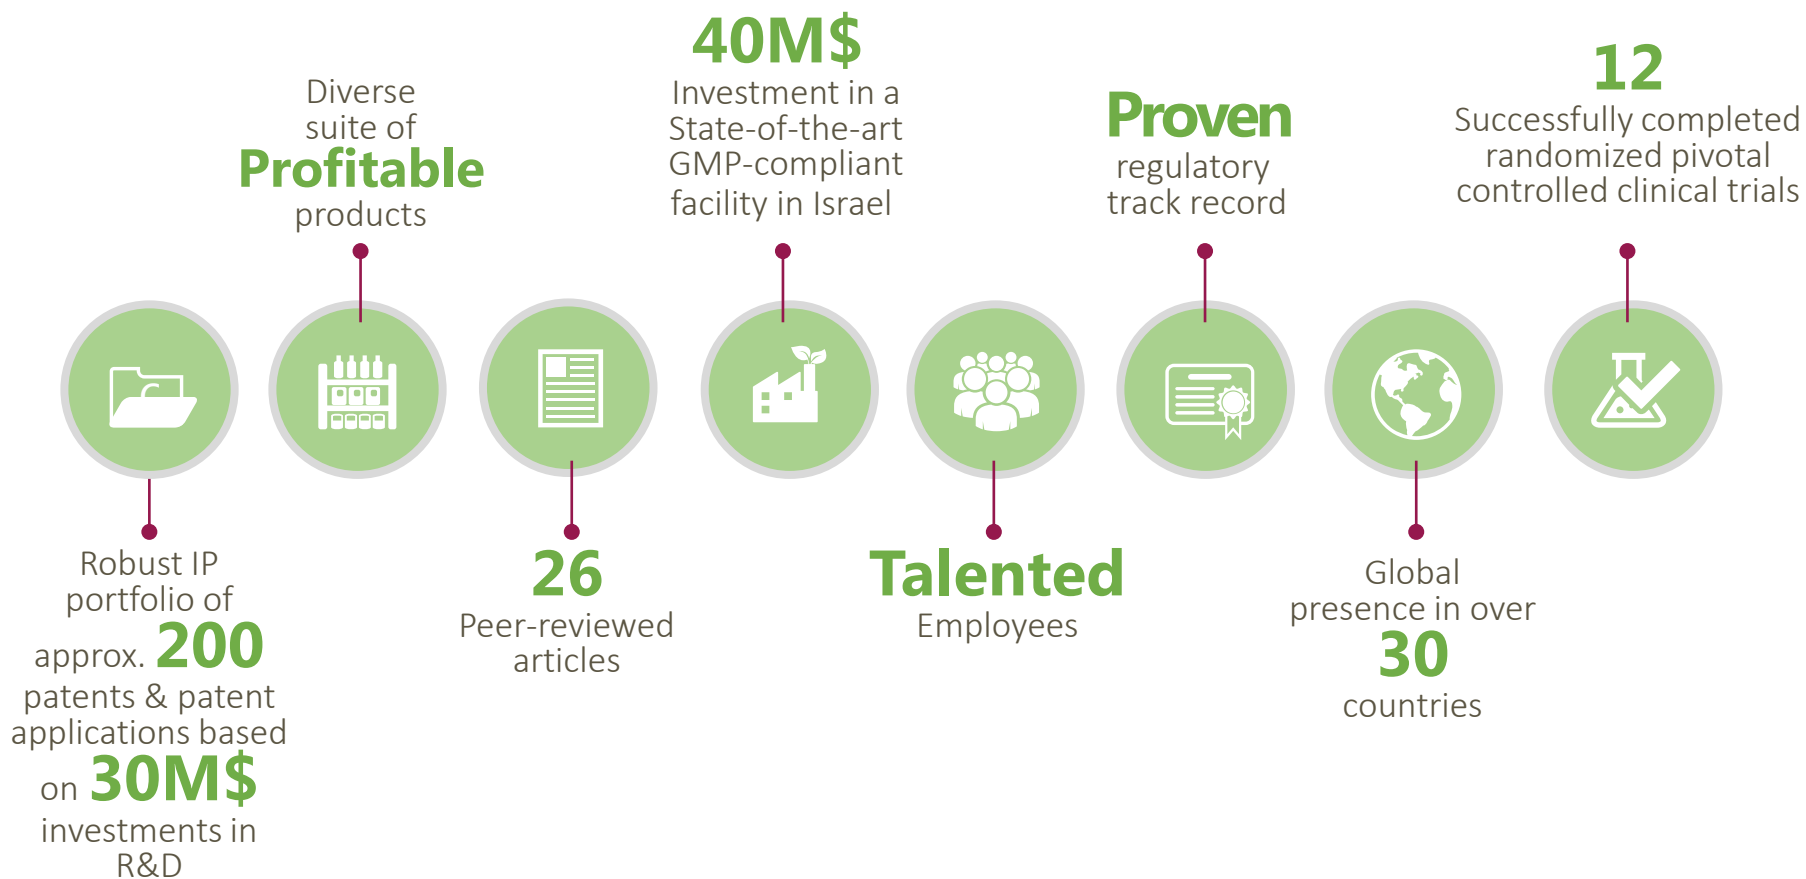 Robust IP
portfolio of
approx. 200
patents & patent
applications based
on 30M$
investments in
R&D
Diverse
suite of
Profitable
products
26
Peer-reviewed
articles
40M$
Investment in a
State-of-the-art
GMP-compliant
facility in Israel
Talented
Employees
Proven
regulatory
track record
Global
presence in over
30
countries
12
Successfully completed
randomized pivotal
controlled clinical trials